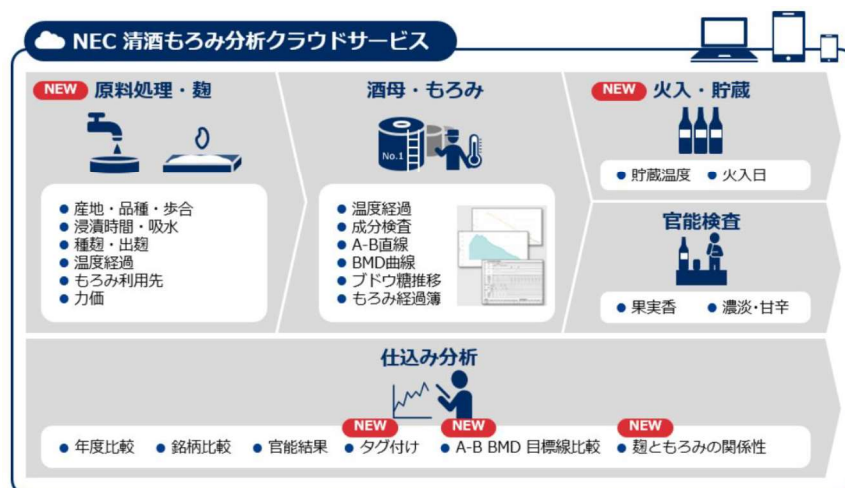 NEC 清酒もろみ分析クラウドサービス
NEW 原料処理・麹
産地・品種・歩合
浸漬時間・吸水
種麹・出麹
温度経過
もろみ利用先
力価
酒母・もろみ
No.1
温度経過
成分検査
A-B直線
BMD曲線
ブドウ糖推移
もろみ経過簿
NEW 火入・貯蔵
貯蔵温度 火入日
官能検査
果実香 濃淡・甘辛
仕込み分析
NEW NEW NEW
年度比較 銘柄比較 官能結果 タグ付け A-B BMD 目標線比較 麹ともろみの関係性